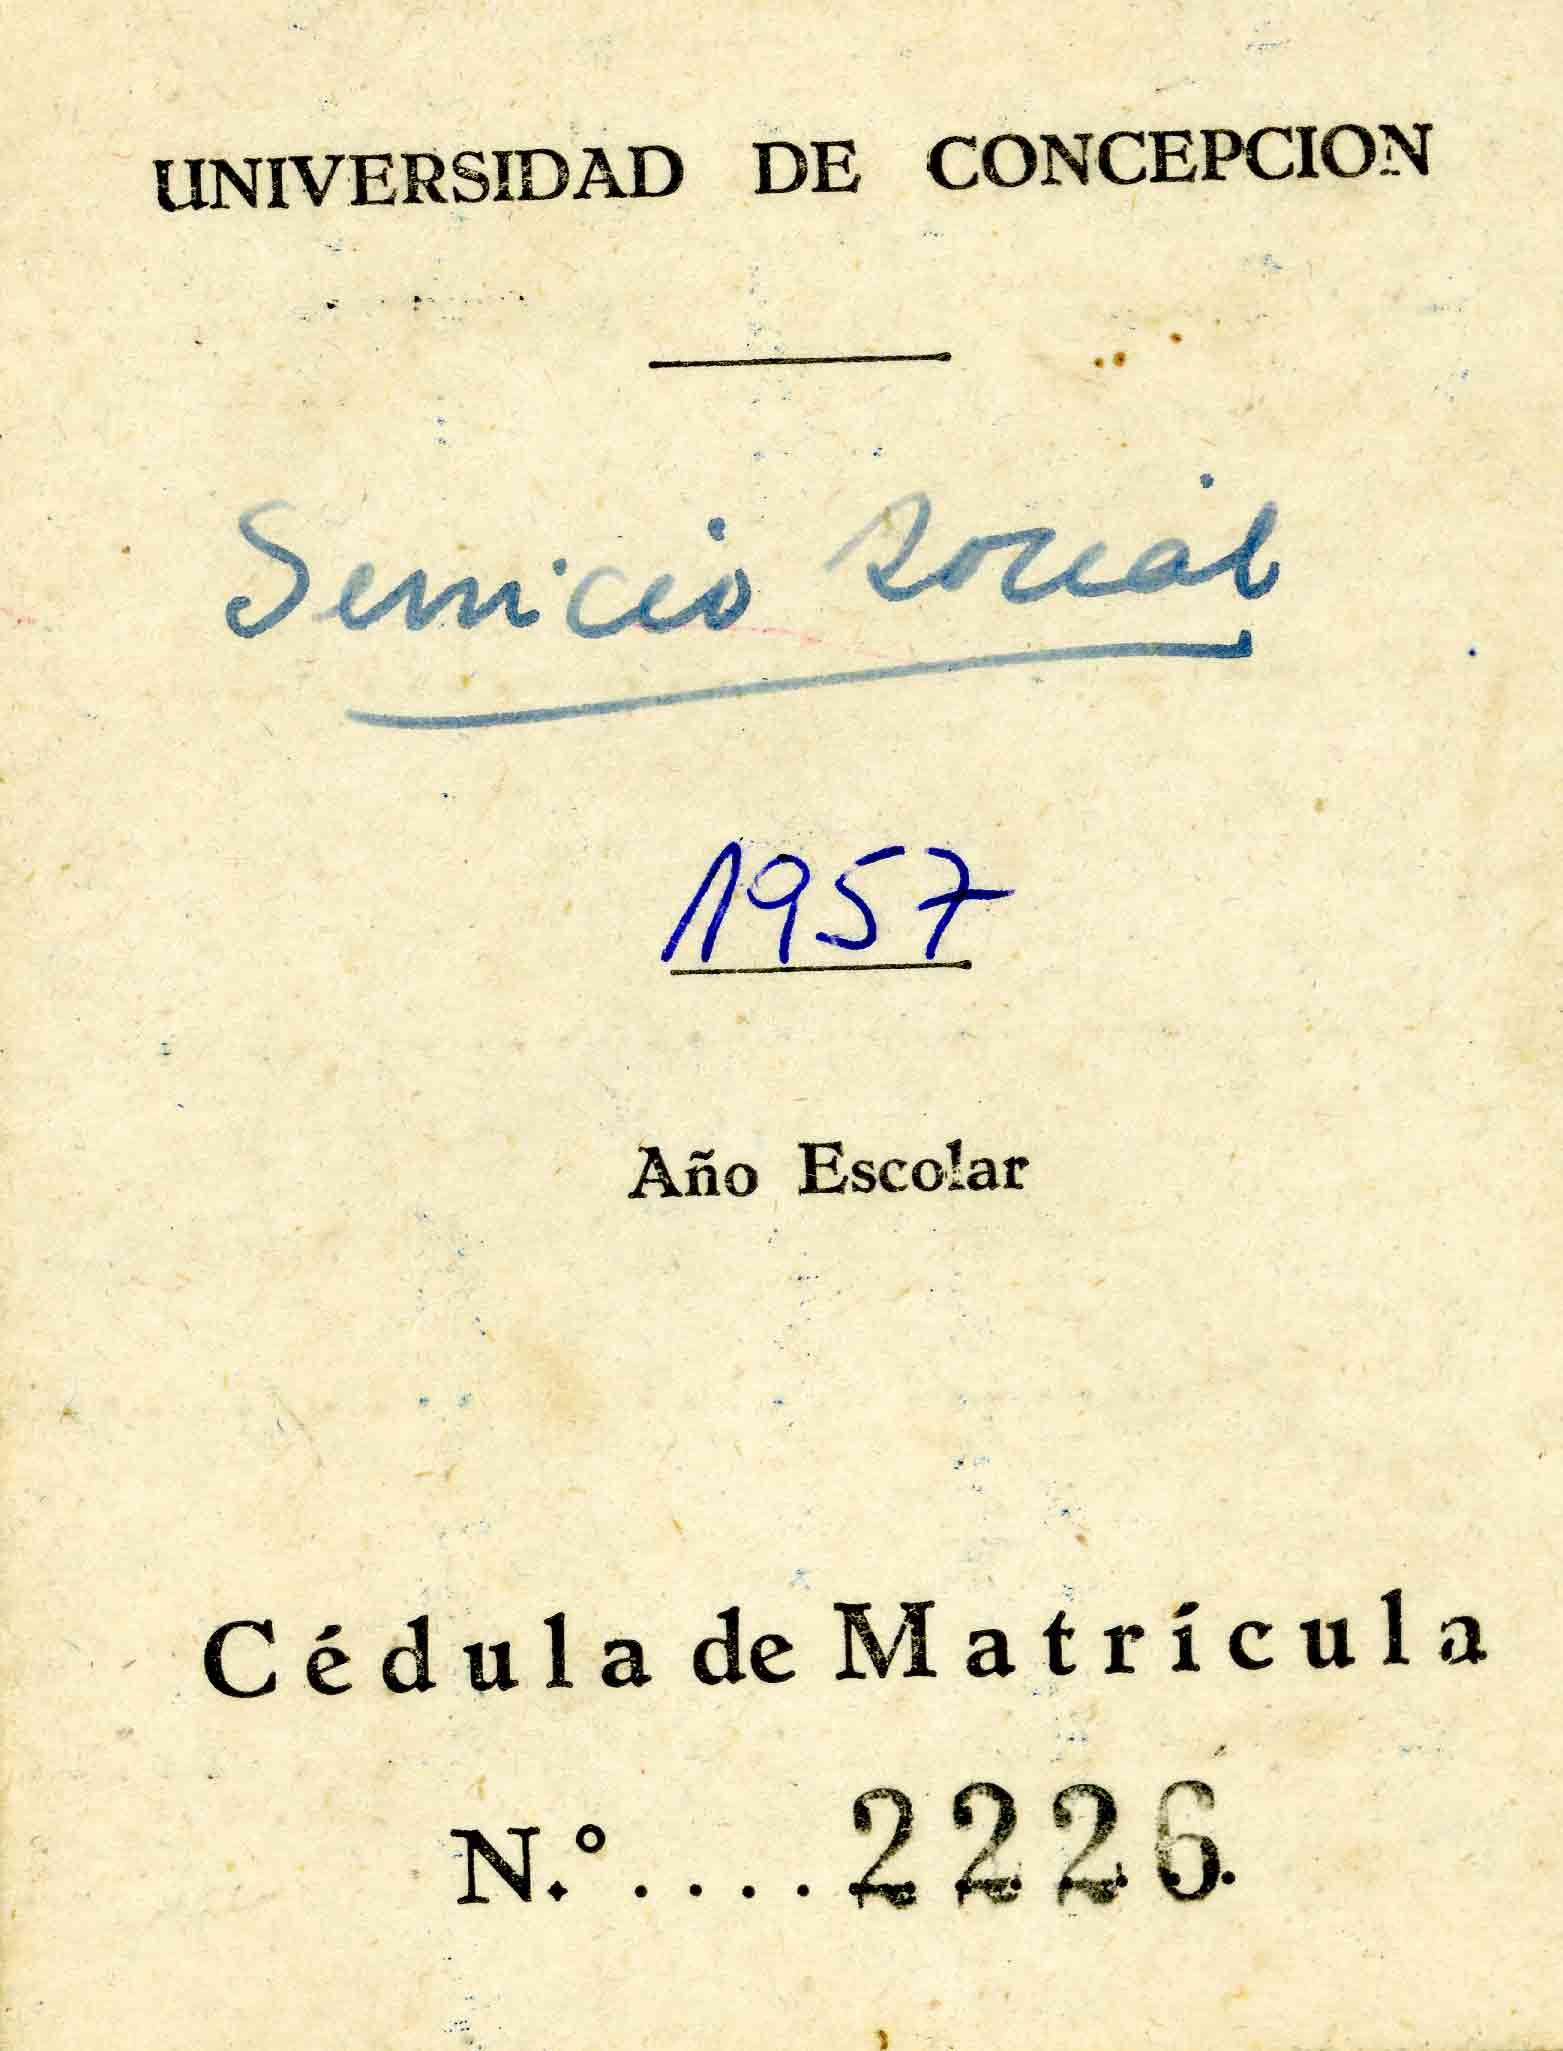 UNIVERSIDAD DE CONCEPCION
Servicio Social
1957
Año Escolar
Cédula de Matrícula
N.º .... 2226